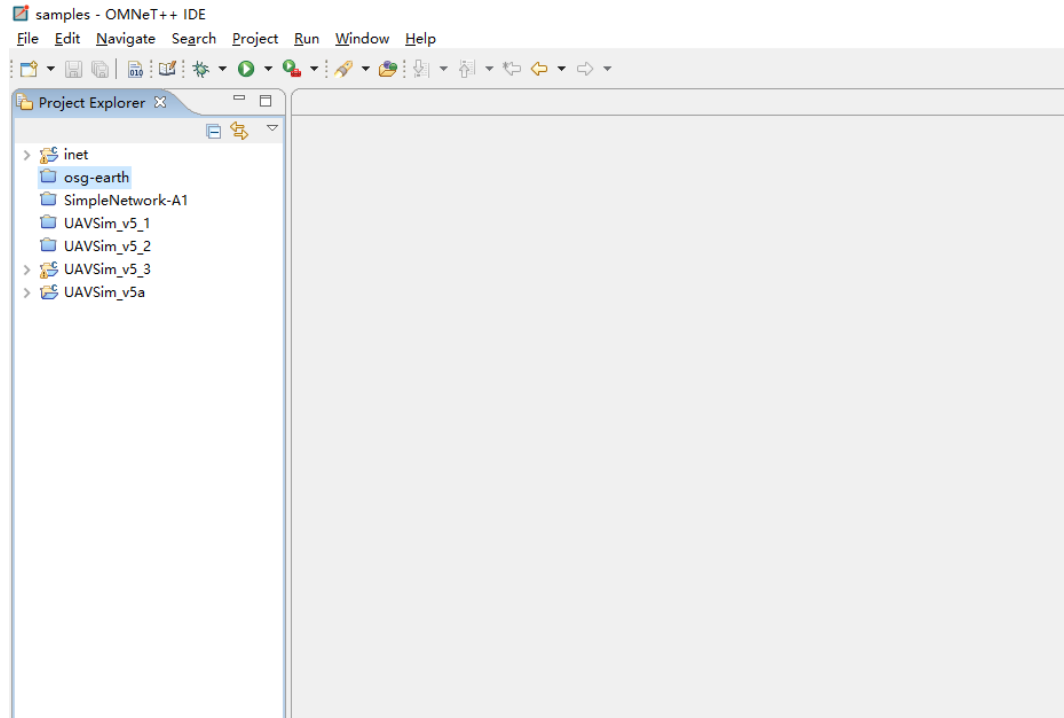 samples - OMNeT++ IDE
File Edit Navigate Search Project Run Window Help
010
Project Explorer
inet
osg-earth
SimpleNetwork-A1
UAVSim_v5_1
UAVSim_v5_2
UAVSim_v5_3
UAVSim_v5a